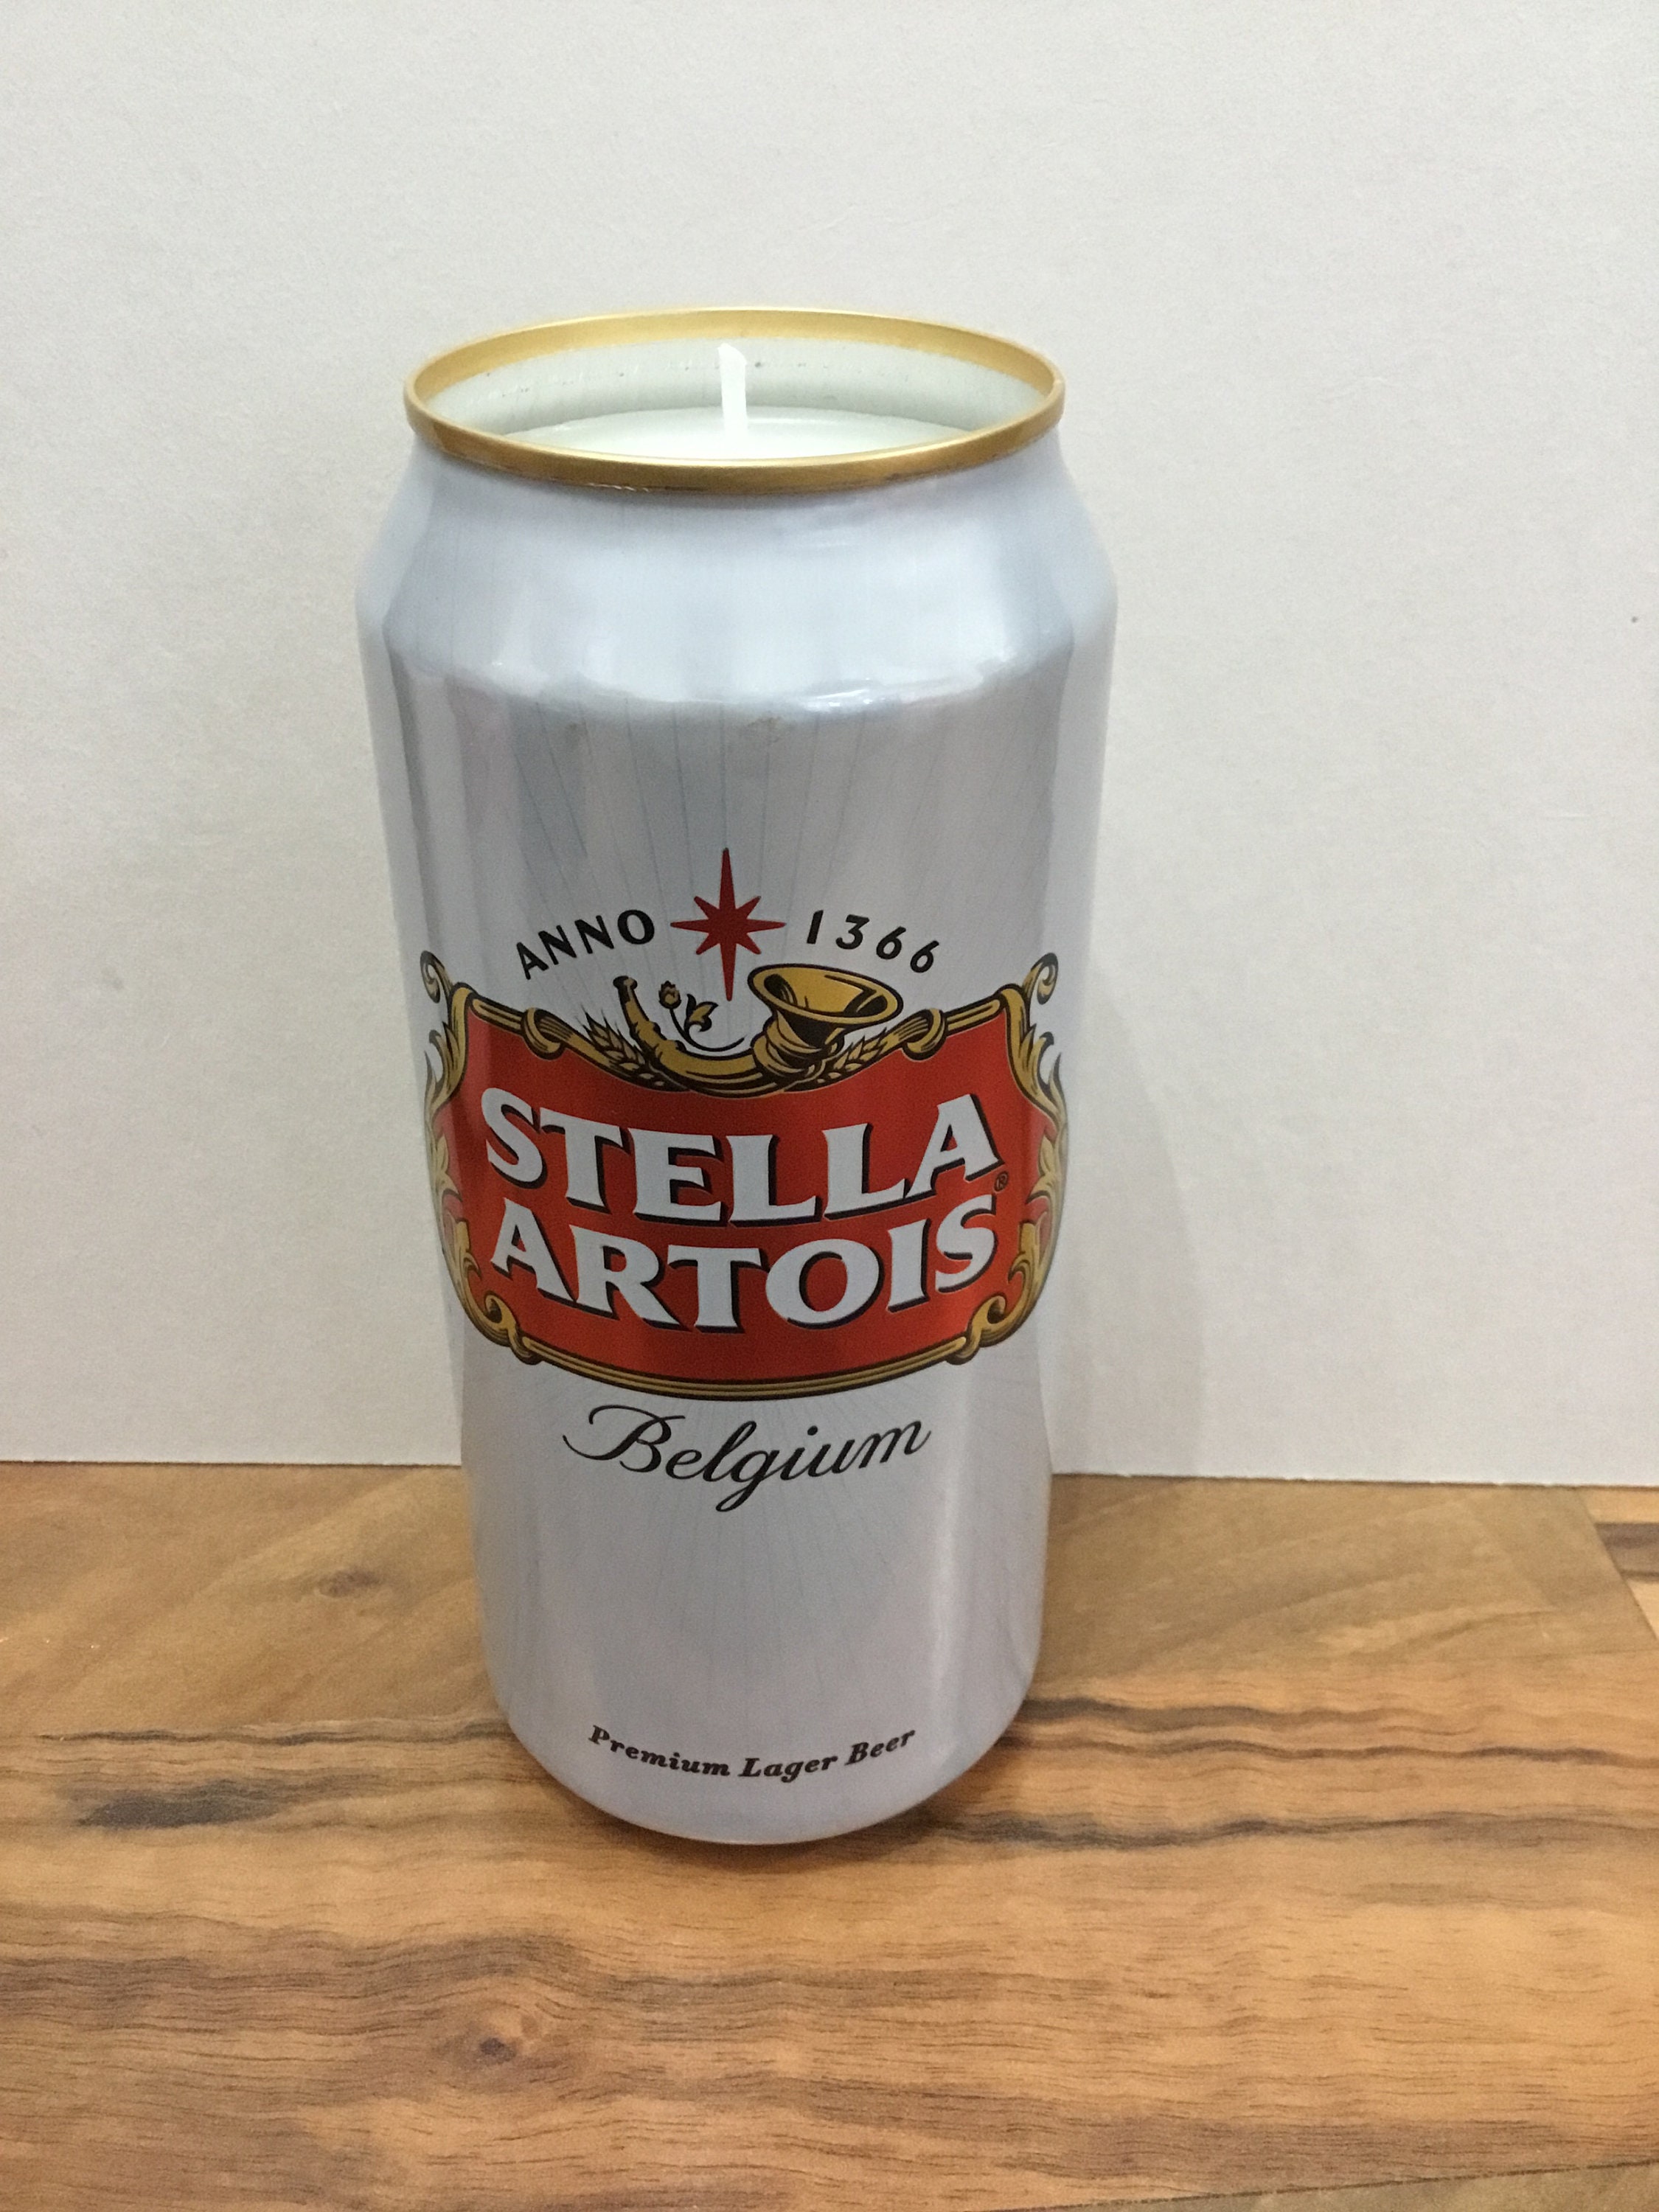 ANNO 1366
STELLA
ARTOIS®
Belgium
Premium Lager Beer